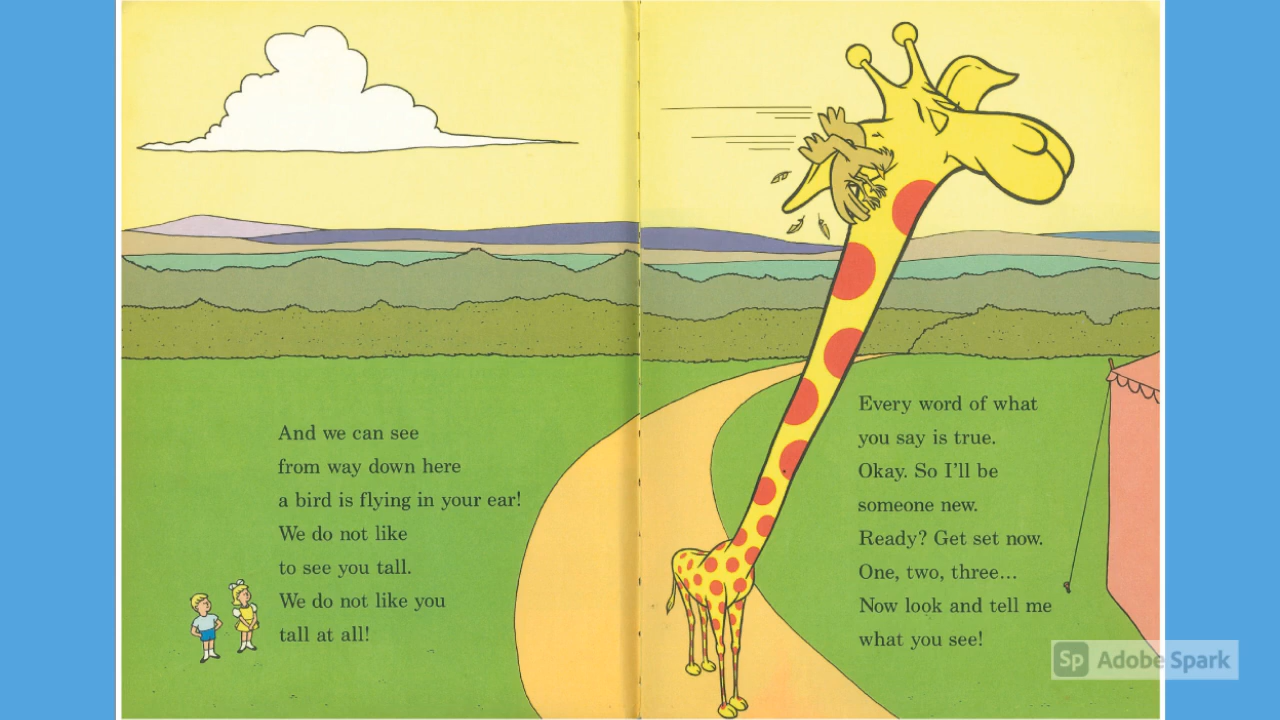 And we can see
from way down here
a bird is flying in your ear!
We do not like
to see you tall.
We do not like you
tall at all!
Every word of what
you say is true.
Okay. So I'll be
someone new.
Ready? Get set now.
One, two, three...
Now look and tell me
what you see!
Sp Adobe Spark